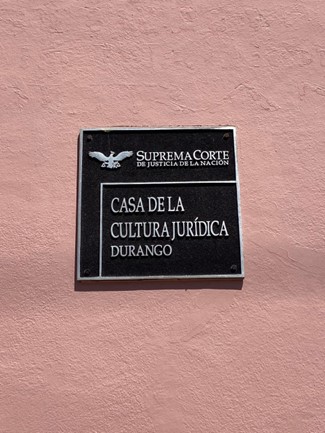 SUPREMA CORTE
DE JUSTICIA DE LA NACIÓN
CASA DE LA
CULTURA JURÍDICA
DURANGO